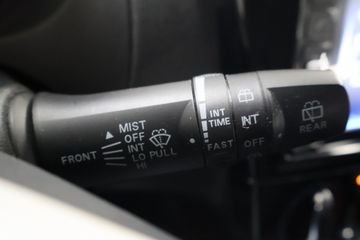 MIST
OFF
INT
LO PULL
HI
FRONT
INT
TIME
FAST
INT
OFF
REAR